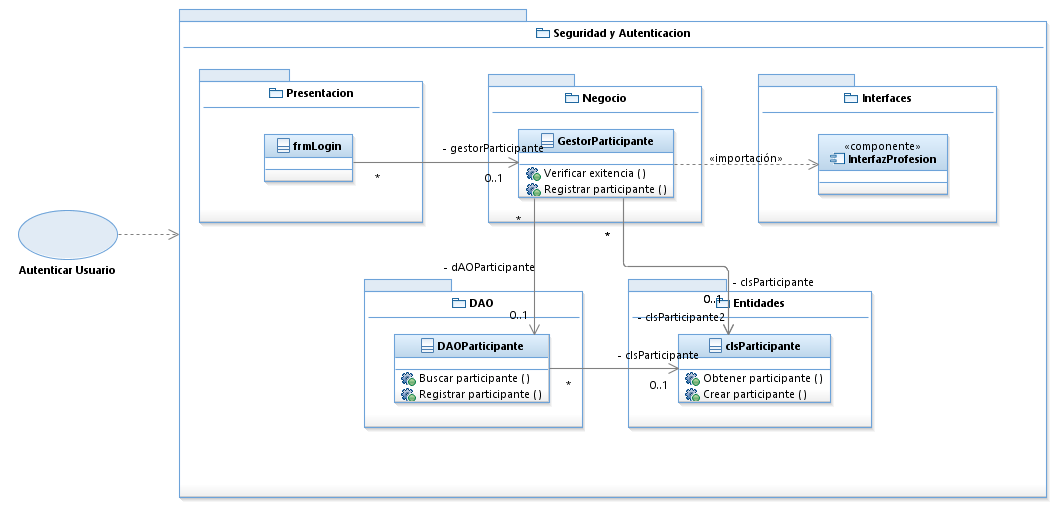 Seguridad y Autenticacion
Presentacion
Negocio
Interfaces
frmLogin
- gestorParticipante
*
0..1
GestorParticipante
Verificar exitencia ( )
Registrar participante ( )
«importación»
«componente»
InterfazProfesion
Autenticar Usuario
*
*
- dAOParticipante
0..1
- clsParticipante
0..1
- clsParticipante2
DAO
Entidades
DAOParticipante
Buscar participante ( )
Registrar participante ( )
- clsParticipante
*
0..1
clsParticipante
Obtener participante ( )
Crear participante ( )